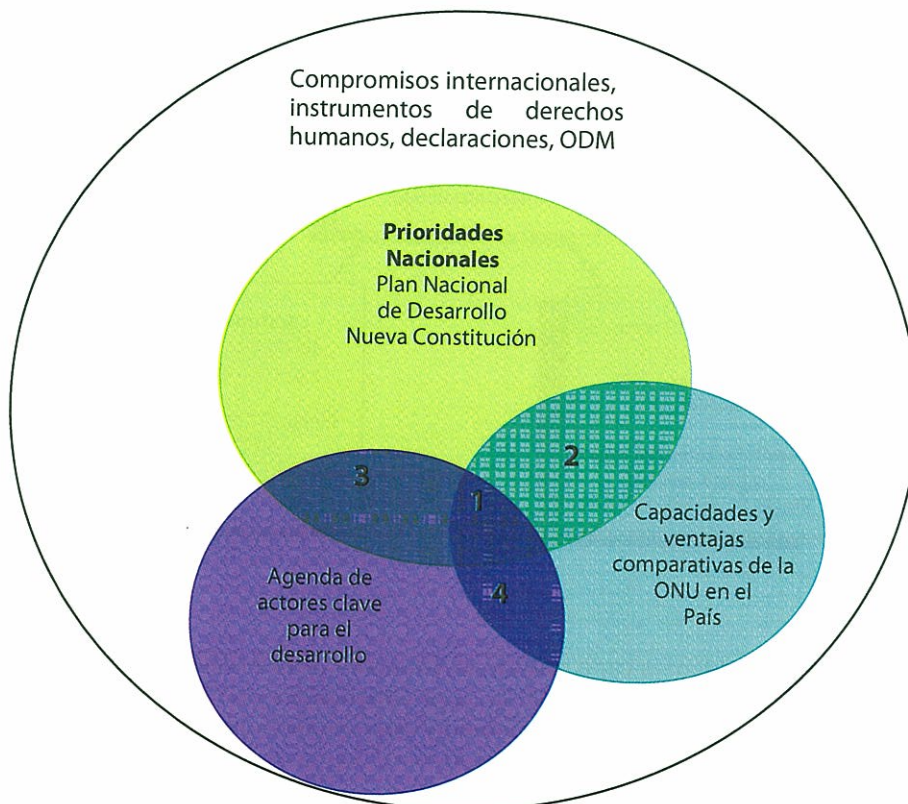 Compromisos internacionales,
instrumentos de derechos
humanos, declaraciones, ODM
Prioridades
Nacionales
Plan Nacional
de Desarrollo
Nueva Constitución
3
1
2
4
Capacidades y
ventajas
comparativas de la
ONU en el
País
Agenda de
actores clave
para el
desarrollo